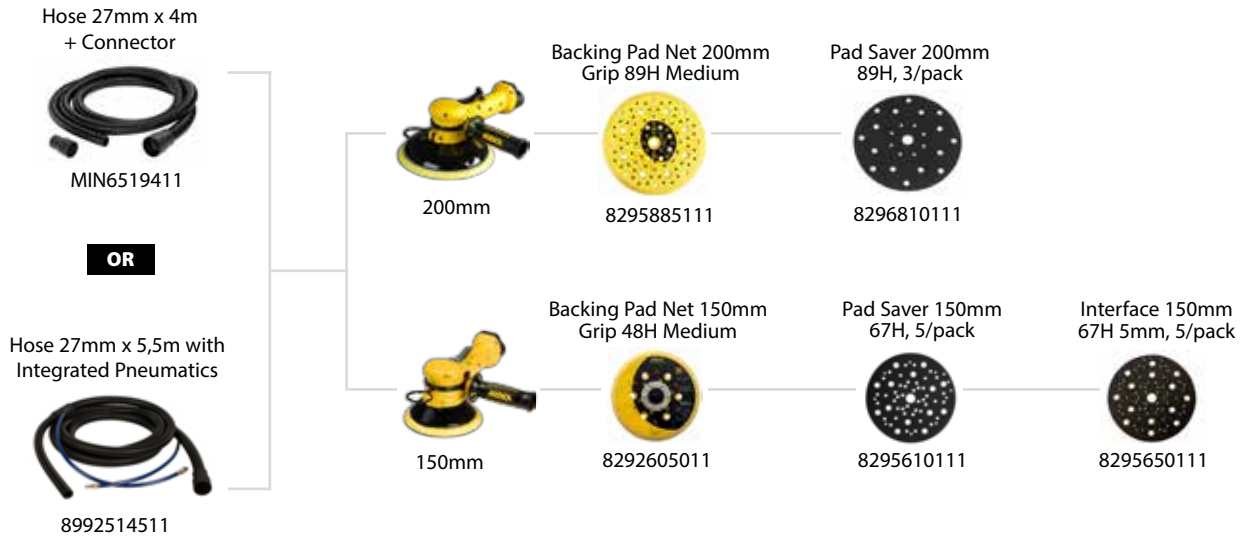 Hose 27mm x 4m
+ Connector
MIN6519411
OR
Hose 27mm x 5,5m with
Integrated Pneumatics
8992514511
200mm
Backing Pad Net 200mm
Grip 89H Medium
8295885111
Pad Saver 200mm
89H, 3/pack
8296810111
150mm
Backing Pad Net 150mm
Grip 48H Medium
8292605011
Pad Saver 150mm
67H, 5/pack
8295610111
Interface 150mm
67H 5mm, 5/pack
8295650111